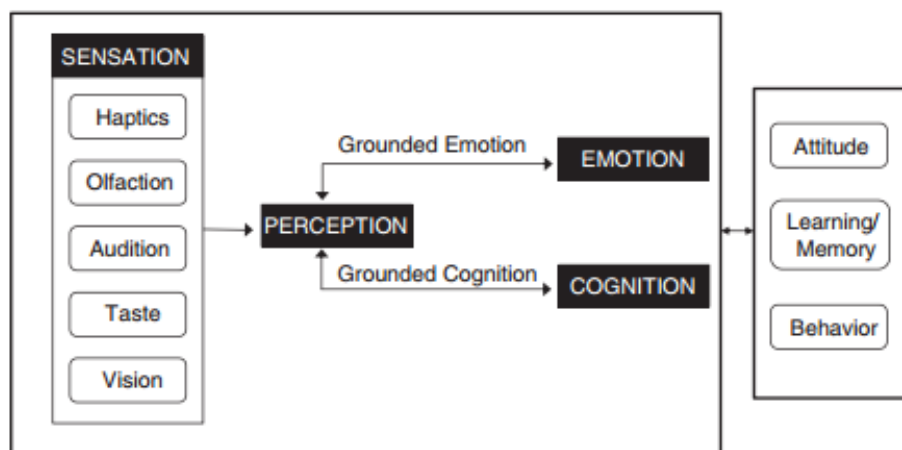 SENSATION
Haptics
Olfaction
Audition
Taste
Vision
PERCEPTION
Grounded Emotion
EMOTION
Grounded Cognition
COGNITION
Attitude
Learning/
Memory
Behavior